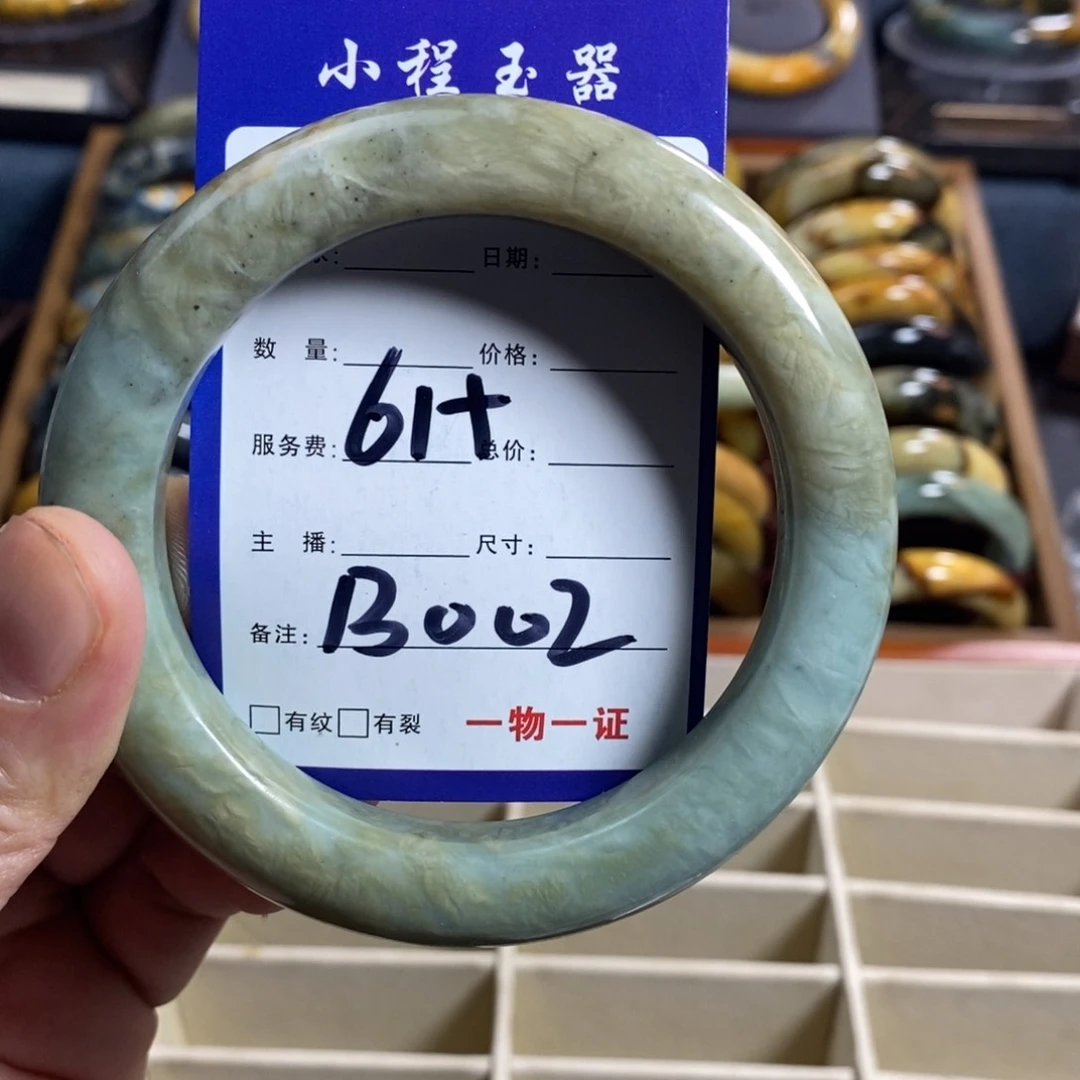 小程玉器
日期：
数 量： 价格：
61+
服务费： 总价：
主 播： 尺寸：
B002
备注：
□有纹□有裂 一物一证